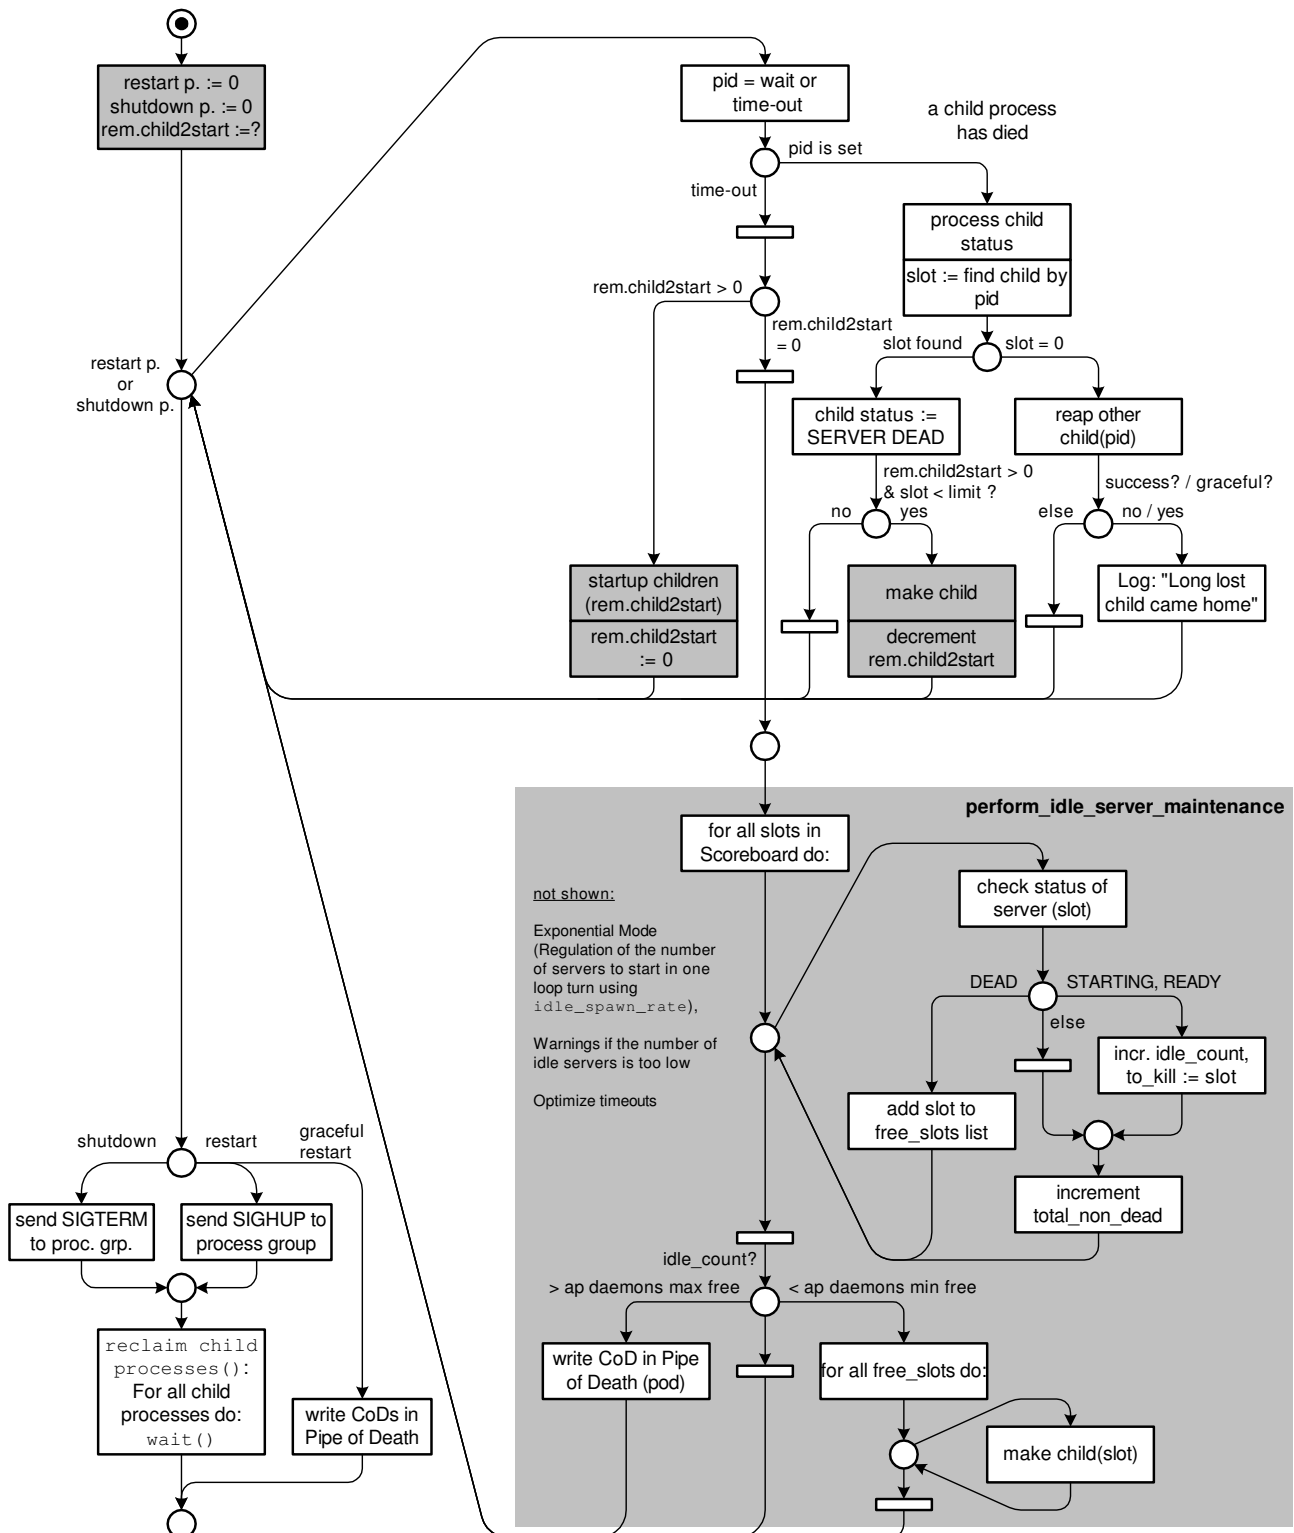 restart p. := 0
shutdown p. := 0
rem.child2start :=?
pid = wait or
time-out
a child process
has died
pid is set
time-out
process child
status
slot := find child by
pid
rem.child2start > 0
rem.child2start
= 0
slot found
slot = 0
restart p.
or
shutdown p.
child status :=
SERVER DEAD
reap other
child(pid)
rem.child2start > 0
& slot < limit ?
success? / graceful?
no
yes
else
no / yes
startup children
(rem.child2start)
rem.child2start
:= 0
make child
decrement
rem.child2start
Log: "Long lost
child came home"
perform_idle_server_maintenance
for all slots in
Scoreboard do:
check status of
server (slot)
not shown:
Exponential Mode
(Regulation of the number
of servers to start in one
loop turn using
idle_spawn_rate),
Warnings if the number of
idle servers is too low
Optimize timeouts
DEAD
STARTING, READY
else
incr. idle_count,
to_kill := slot
add slot to
free_slots list
increment
total_non_dead
shutdown
restart
graceful
restart
send SIGTERM
to proc. grp.
send SIGHUP to
process group
idle_count?
> ap daemons max free
< ap daemons min free
reclaim child
processes():
For all child
processes do:
wait()
write CoDs in
Pipe of Death
write CoD in Pipe
of Death (pod)
for all free_slots do:
make child(slot)